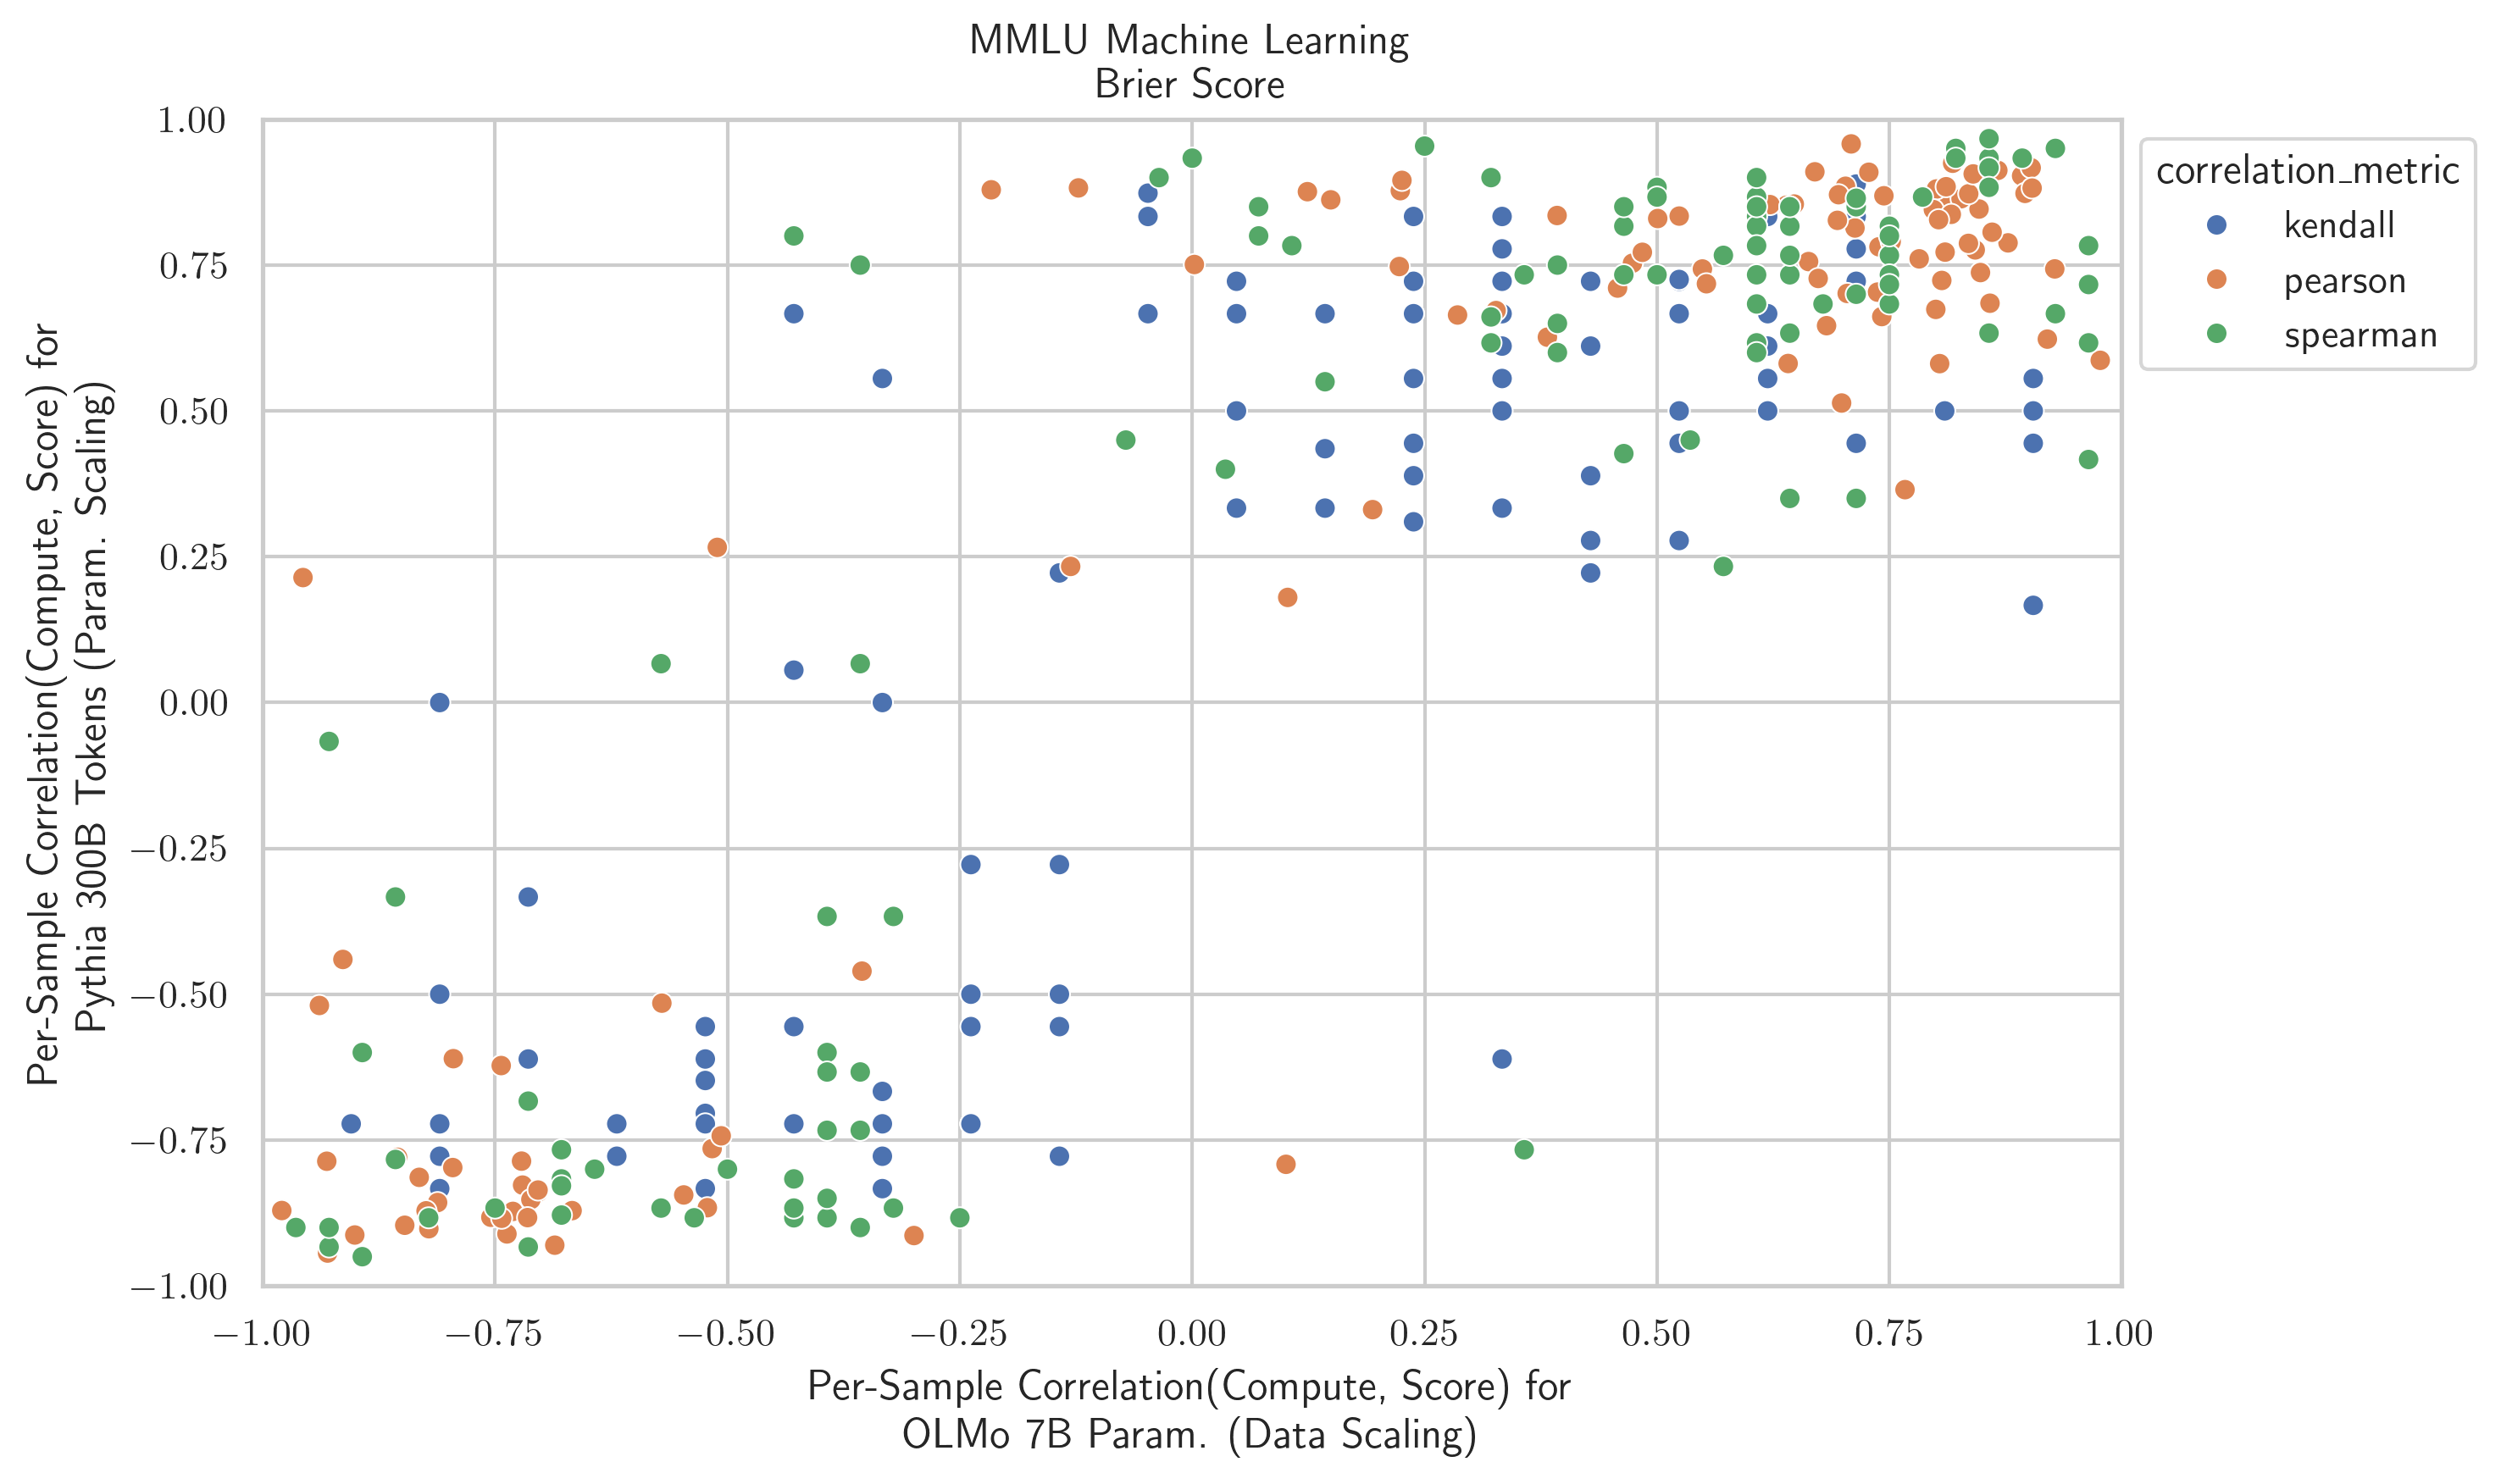 MMLU Machine Learning
Brier Score
Per-Sample Correlation(Compute, Score) for
Pythia 300B Tokens (Param. Scaling)
1.00
0.75
0.50
0.25
0.00
−0.25
−0.50
−0.75
−1.00
correlation_metric
kendall
pearson
spearman
−1.00 −0.75 −0.50 −0.25 0.00 0.25 0.50 0.75 1.00
Per-Sample Correlation(Compute, Score) for
OLMo 7B Param. (Data Scaling)